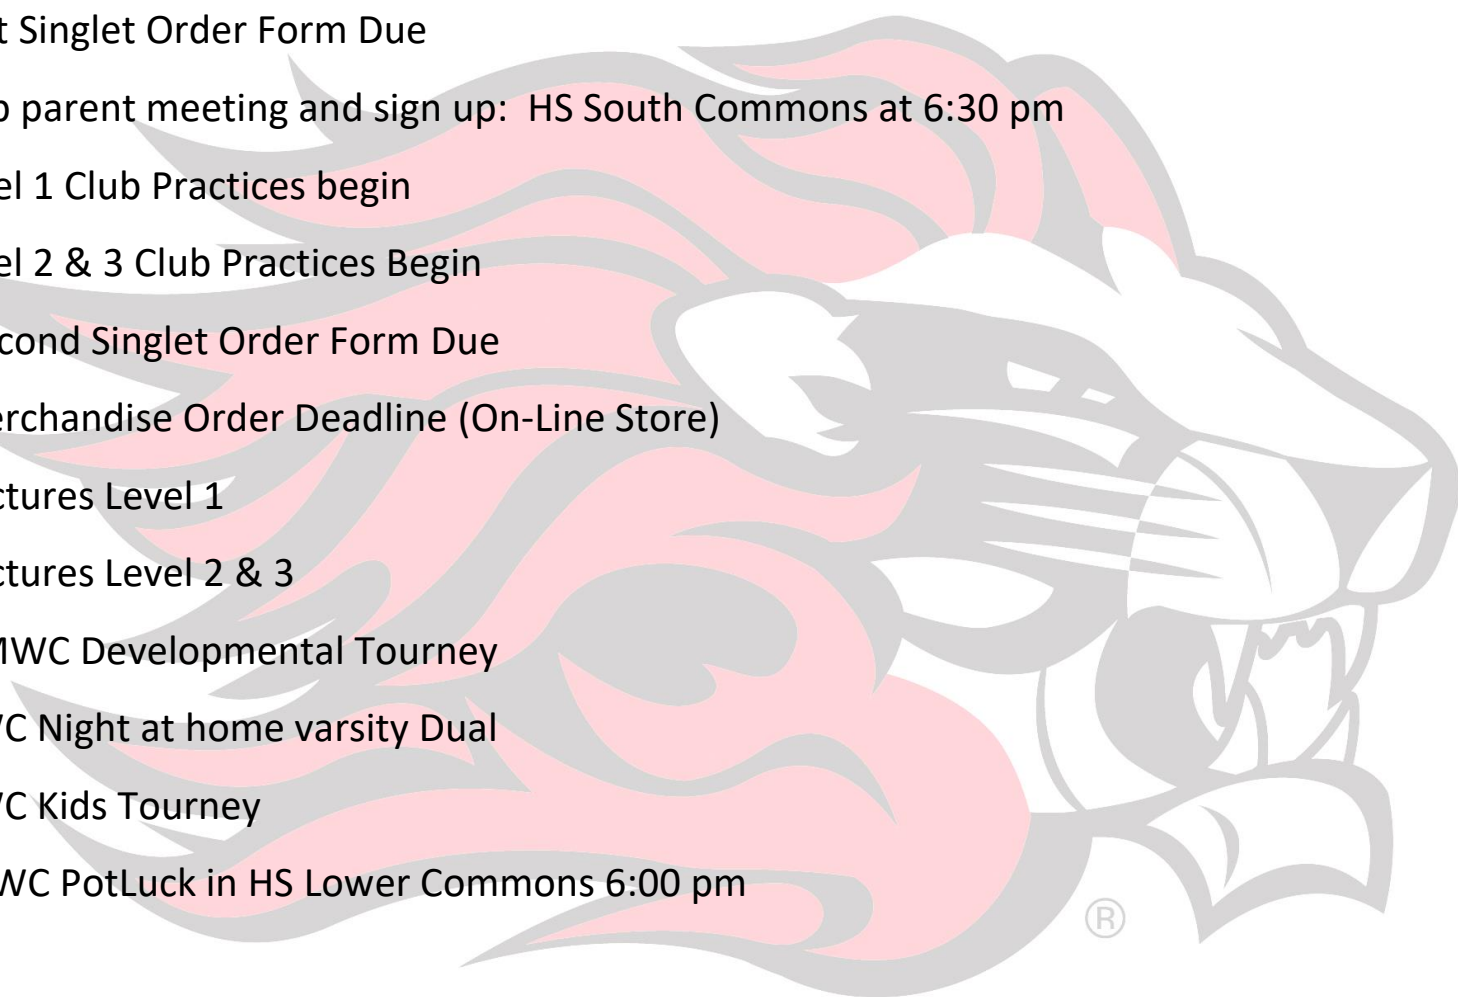 t Singlet Order Form Due
parent meeting and sign up: HS South Commons at 6:30 pm
el 1 Club Practices begin
el 2 & 3 Club Practices Begin
cond Singlet Order Form Due
erchandise Order Deadline (On-Line Store)
ctures Level 1
ctures Level 2 & 3
MWC Developmental Tourney
WC Night at home varsity Dual
WC Kids Tourney
WC PotLuck in HS Lower Commons 6:00 pm
®